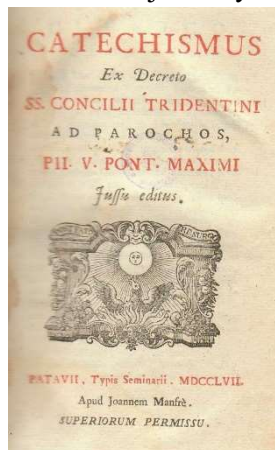 CATECHISMUS
Ex Decreto
SS. CONCILII TRIDENTINI
AD PAROCHOS,
PII. V. PONT. MAXIMI
Juſſu editus.
PATAVII, Typis Seminarii. MDCCLVII.
Apud Joannem Manfrè.
SUPERIORUM PERMISSU.